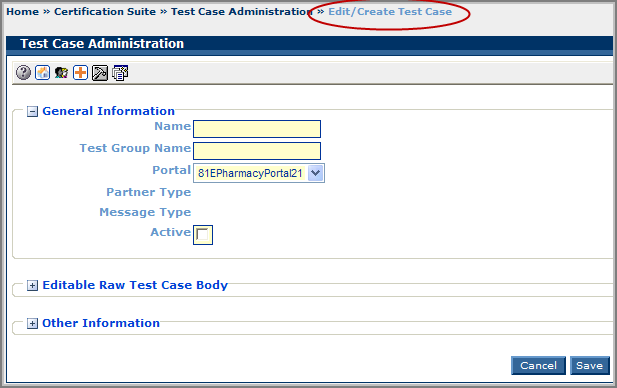 Home » Certification Suite » Test Case Administration » Edit/Create Test Case
Test Case Administration
General Information
Name
Test Group Name
Portal 81EPharmacyPortal21
Partner Type
Message Type
Active
Editable Raw Test Case Body
Other Information
Cancel Save